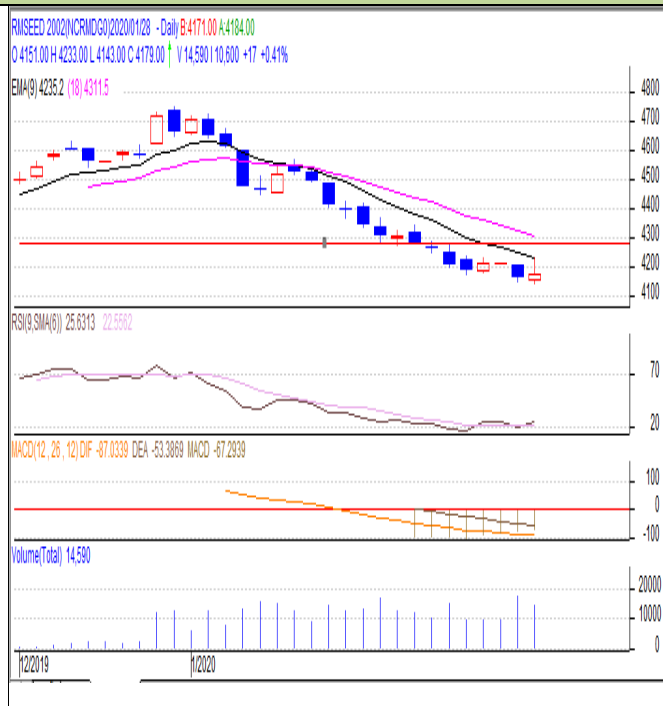 RMSEED 2002(NCRMDG0)2020/01/28 - Daily B:4171.00 A:4184.00
O 4151.00 H 4233.00 L 4143.00 C 4179.00 V 14,590 I 10,600 +17 +0.41%
EMA(9) 4235.2 (18) 4311.5
4800
4700
4600
4500
4400
4300
4200
4100
RSI(9,SMA(6)) 25.6313 22.5562
70
20
MACD(12 , 26 , 12) DIF -87.0339 DEA -53.3869 MACD -67.2939
100
0
-100
Volume(Total) 14,590
20000
10000
0
12/2019 1/2020